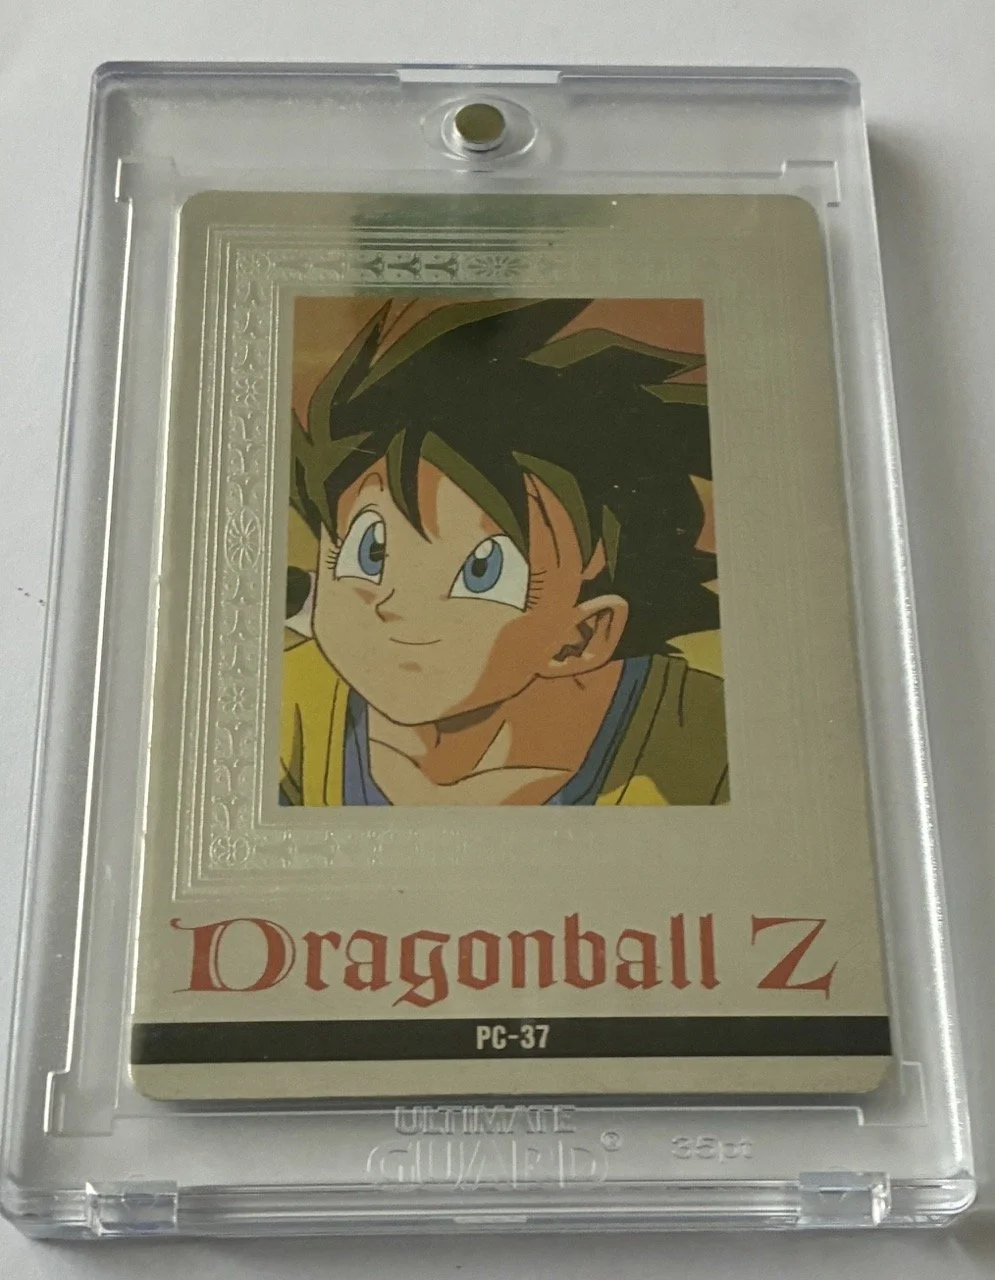 Dragonball Z
PC-37
ULTIMATE
GUARD®
35pt